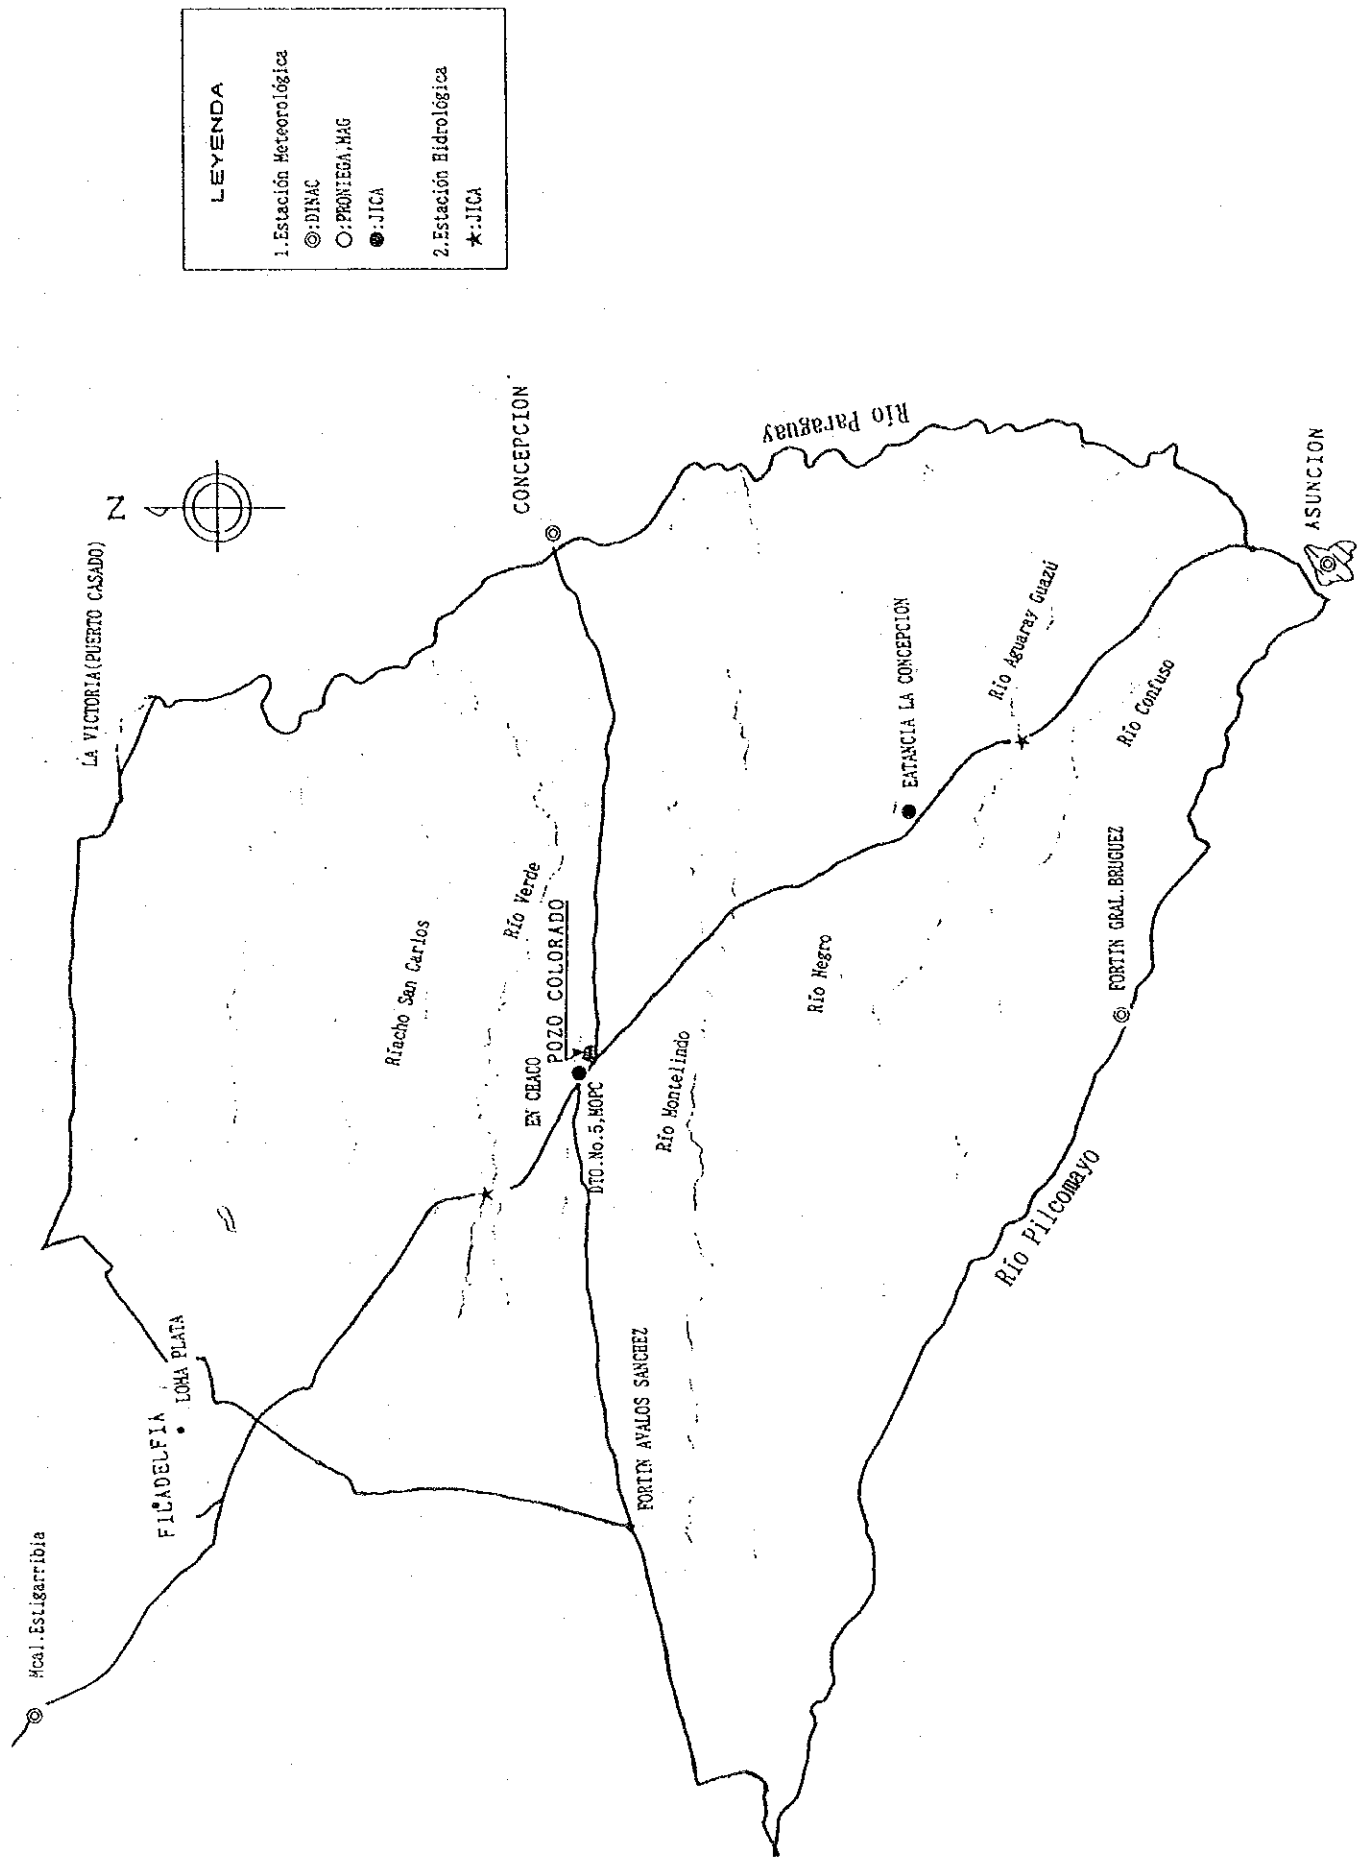 LEYENDA
1.Estación Meteorológica
◎:DINAC
○:PRONIEGA,MAG
●:JICA
2.Estación Hidrológica
★:JICA
N
Mcal.Estigarribia
FILADELFIA
LOMA PLATA
LA VICTORIA(PUERTO CASADO)
CONCEPCION
Riacho San Carlos
Río Verde
EN CHACO
POZO COLORADO
DTO.No.5,MOPC
FORTIN AVALOS SANCHEZ
Río Montelindo
Río Negro
Río Paraguay
EATANCIA LA CONCEPCION
Río Aguaray Guazú
Río Confuso
FORTIN GRAL.BRUGUEZ
Río Pilcomayo
ASUNCION